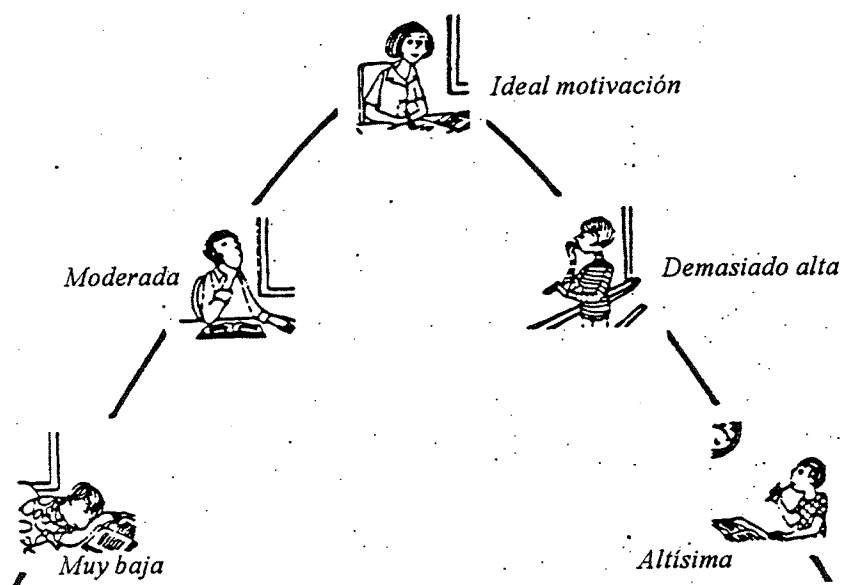 Ideal motivación
Moderada
Demasiado alta
Muy baja
Altísima